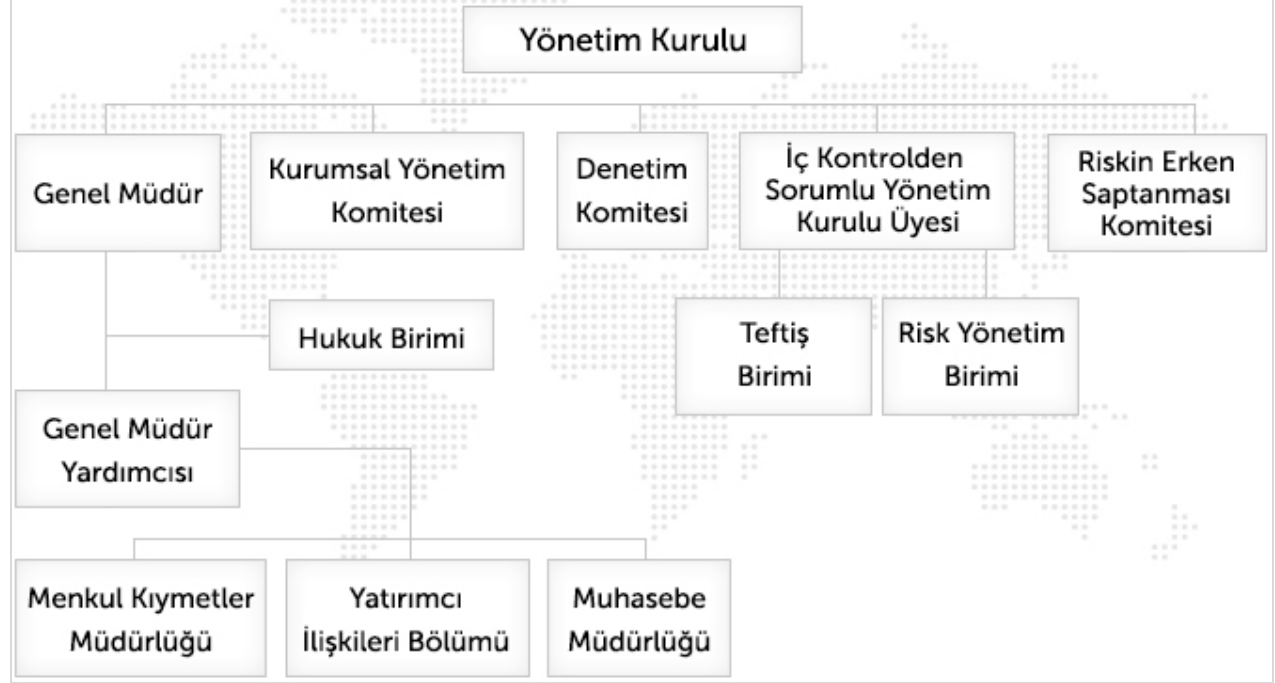 Yönetim Kurulu
Genel Müdür
Kurumsal Yönetim
Komitesi
Denetim
Komitesi
İç Kontrolden
Sorumlu Yönetim
Kurulu Üyesi
Riskin Erken
Saptanması
Komitesi
Hukuk Birimi
Teftiş
Birimi
Risk Yönetim
Birimi
Genel Müdür
Yardımcısı
Menkul Kıymetler
Müdürlüğü
Yatırımcı
İlişkileri Bölümü
Muhasebe
Müdürlüğü